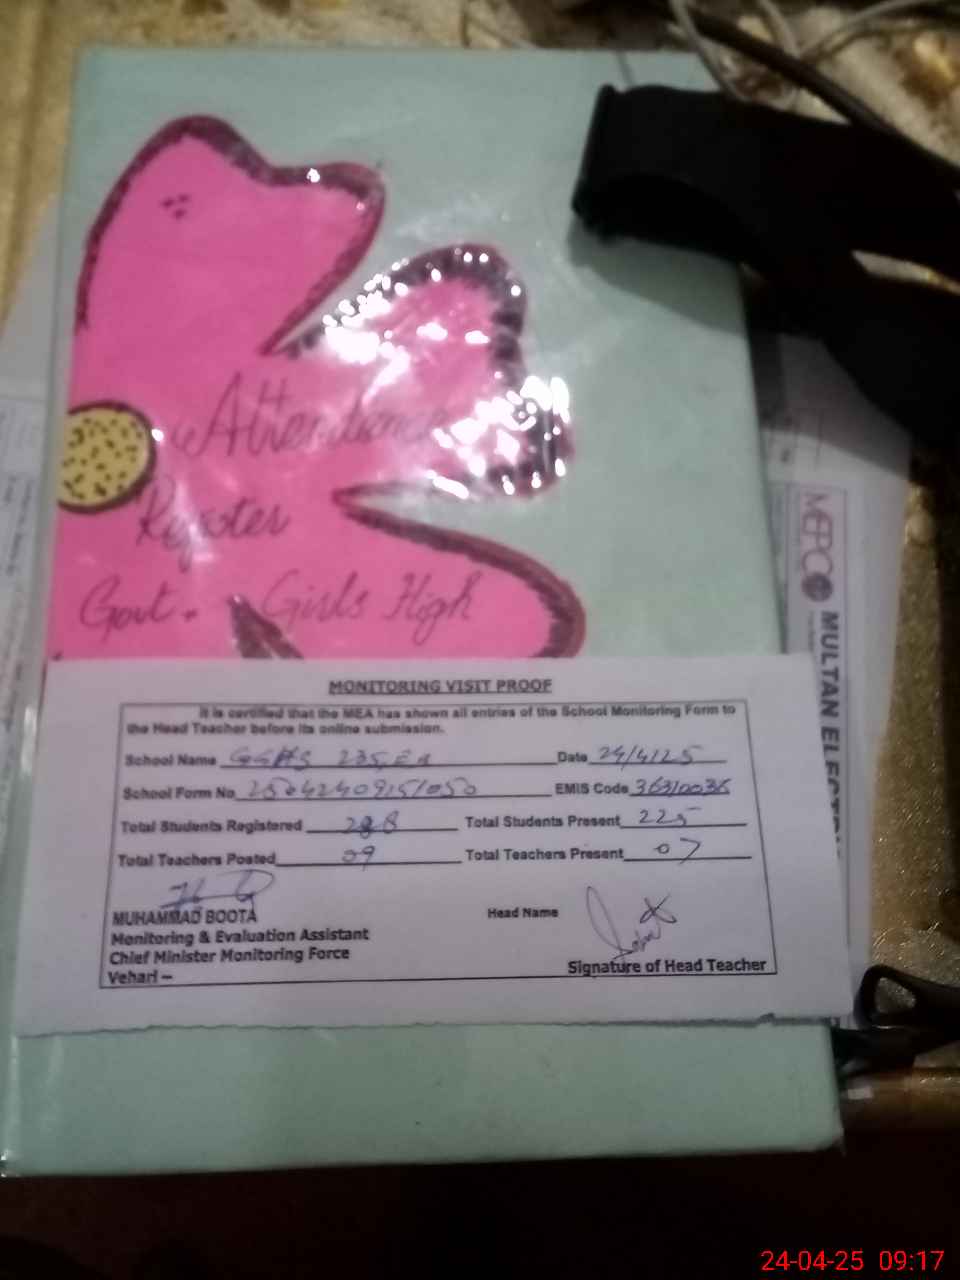 Attendance
Register
Govt. Girls High
MEPCO
MULTAN ELECTRI
MONITORING VISIT PROOF
It is certified that the MEA has shown all entries of the School Monitoring Form to
the Head Teacher before its online submission.
School Name GGHS 235, EB Date 24/4/25
School Form No 25042409151050 EMIS Code 36310036
Total Students Registered Total Students Present 225
Total Teachers Posted 09 Total Teachers Present 07
MUHAMMAD BOOTA
Head Name
Monitoring & Evaluation Assistant
Chief Minister Monitoring Force
Vehari –
Signature of Head Teacher
24-04-25 09:17